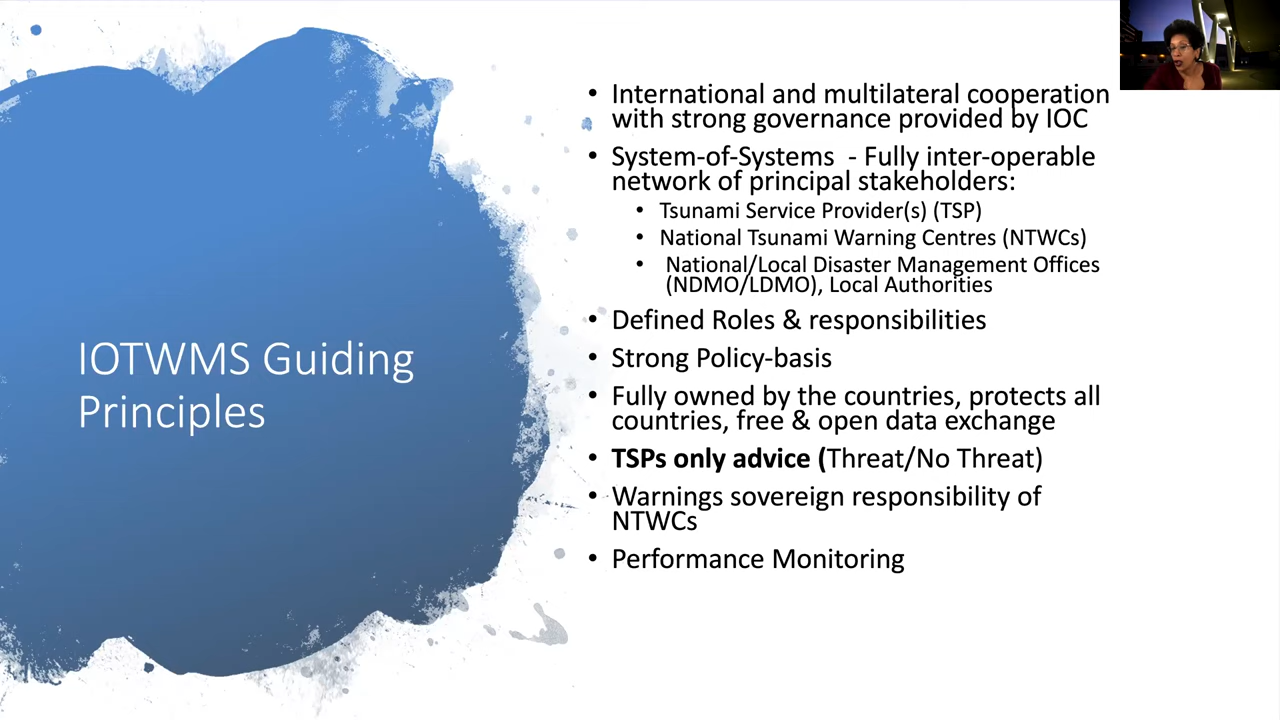 IOTWMS Guiding
Principles
• International and multilateral cooperation
with strong governance provided by IOC
• System-of-Systems - Fully inter-operable
network of principal stakeholders:
• Tsunami Service Provider(s) (TSP)
• National Tsunami Warning Centres (NTWCs)
• National/Local Disaster Management Offices
(NDMO/LDMO), Local Authorities
• Defined Roles & responsibilities
• Strong Policy-basis
• Fully owned by the countries, protects all
countries, free & open data exchange
• TSPs only advice (Threat/No Threat)
• Warnings sovereign responsibility of
NTWCs
• Performance Monitoring